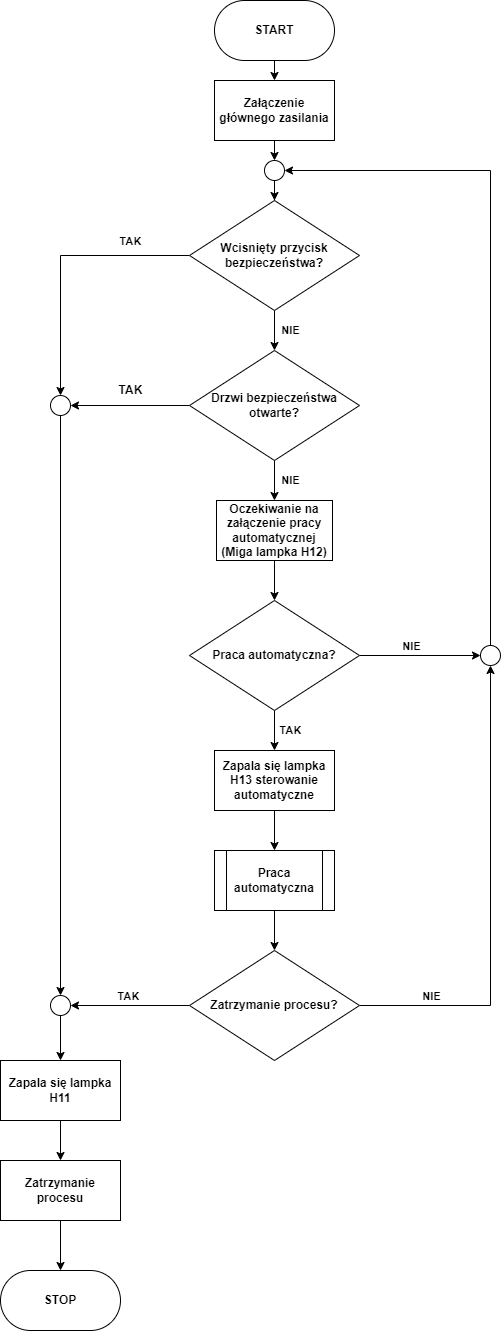 START
Załączenie
głównego zasilania
Wcisnięty przycisk
bezpieczeństwa?
TAK
NIE
Drzwi bezpieczeństwa
otwarte?
TAK
NIE
Oczekiwanie na
załączenie pracy
automatycznej
(Miga lampka H12)
Praca automatyczna?
NIE
TAK
Zapala się lampka
H13 sterowanie
automatyczne
Praca
automatyczna
Zatrzymanie procesu?
TAK
NIE
Zapala się lampka
H11
Zatrzymanie
procesu
STOP